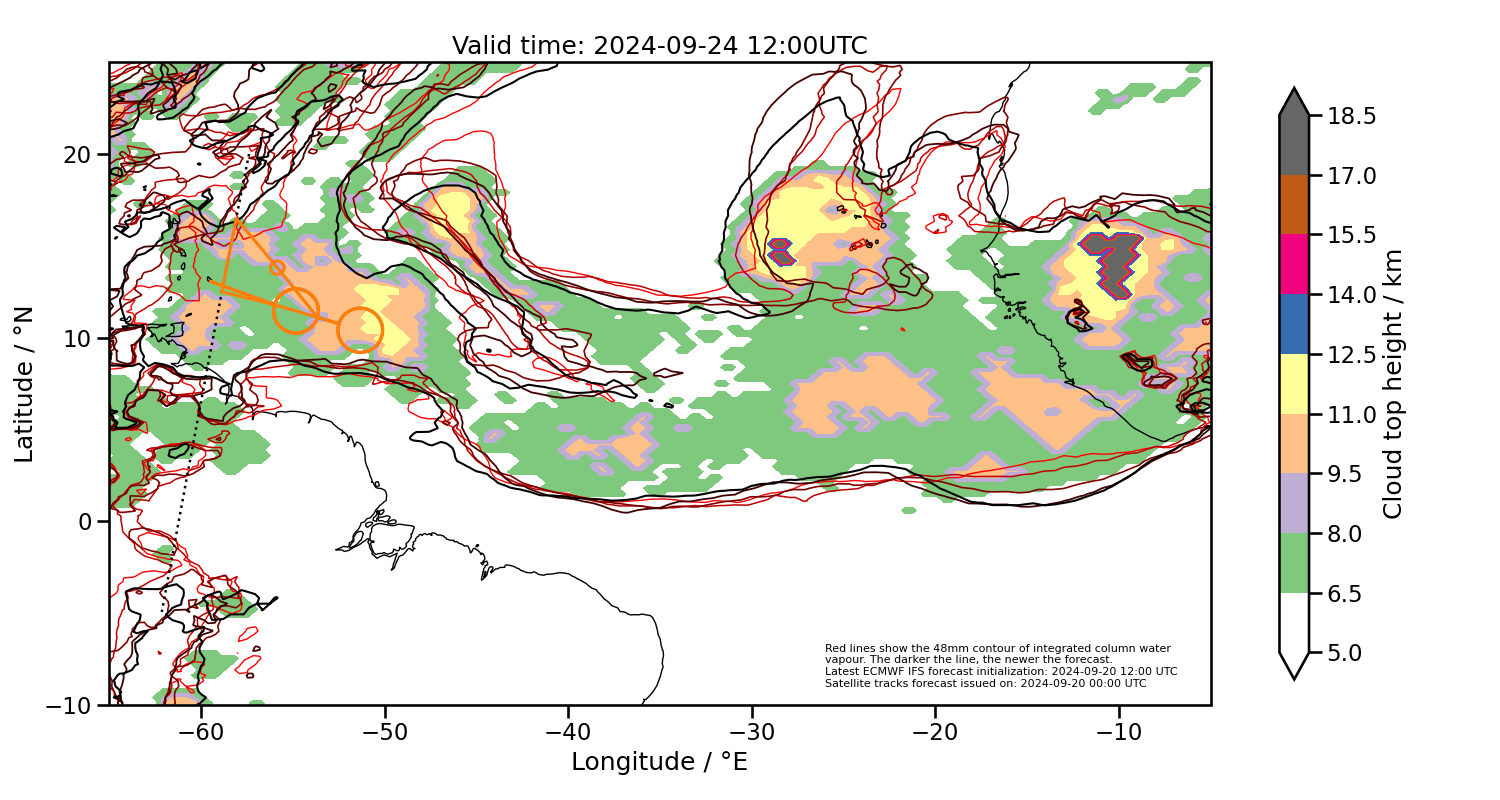 Valid time: 2024-09-24 12:00UTC
20
10
0
−10
Latitude / °N
−60
−50
−40
−30
−20
−10
Longitude / °E
Red lines show the 48mm contour of integrated column water
vapour. The darker the line, the newer the forecast.
Latest ECMWF IFS forecast initialization: 2024-09-20 12:00 UTC
Satellite tracks forecast issued on: 2024-09-20 00:00 UTC
18.5
17.0
15.5
14.0
12.5
11.0
9.5
8.0
6.5
5.0
Cloud top height / km